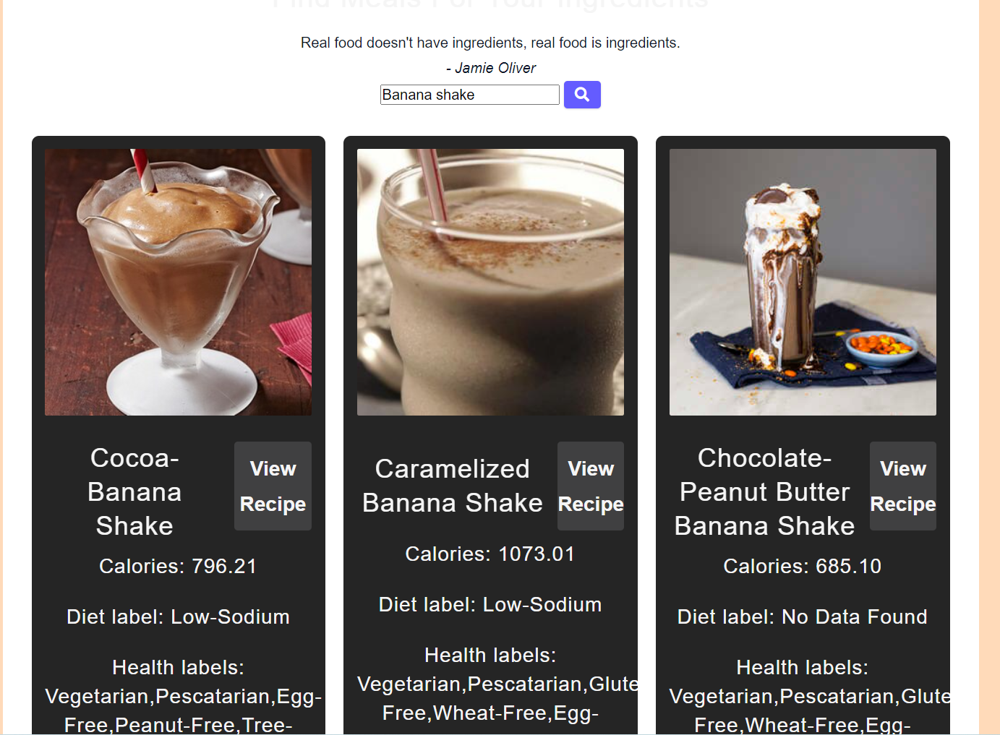 Find Meals For Your Ingredients
Real food doesn't have ingredients, real food is ingredients.
- Jamie Oliver
Banana shake
Cocoa-
Banana
Shake
View
Recipe
Calories: 796.21
Diet label: Low-Sodium
Health labels:
Vegetarian,Pescatarian,Egg-
Free,Peanut-Free,Tree-
Caramelized
Banana Shake
View
Recipe
Calories: 1073.01
Diet label: Low-Sodium
Health labels:
Vegetarian,Pescatarian,Glute
Free,Wheat-Free,Egg-
Chocolate-
Peanut Butter
Banana Shake
View
Recipe
Calories: 685.10
Diet label: No Data Found
Health labels:
Vegetarian,Pescatarian,Glute
Free,Wheat-Free,Egg-